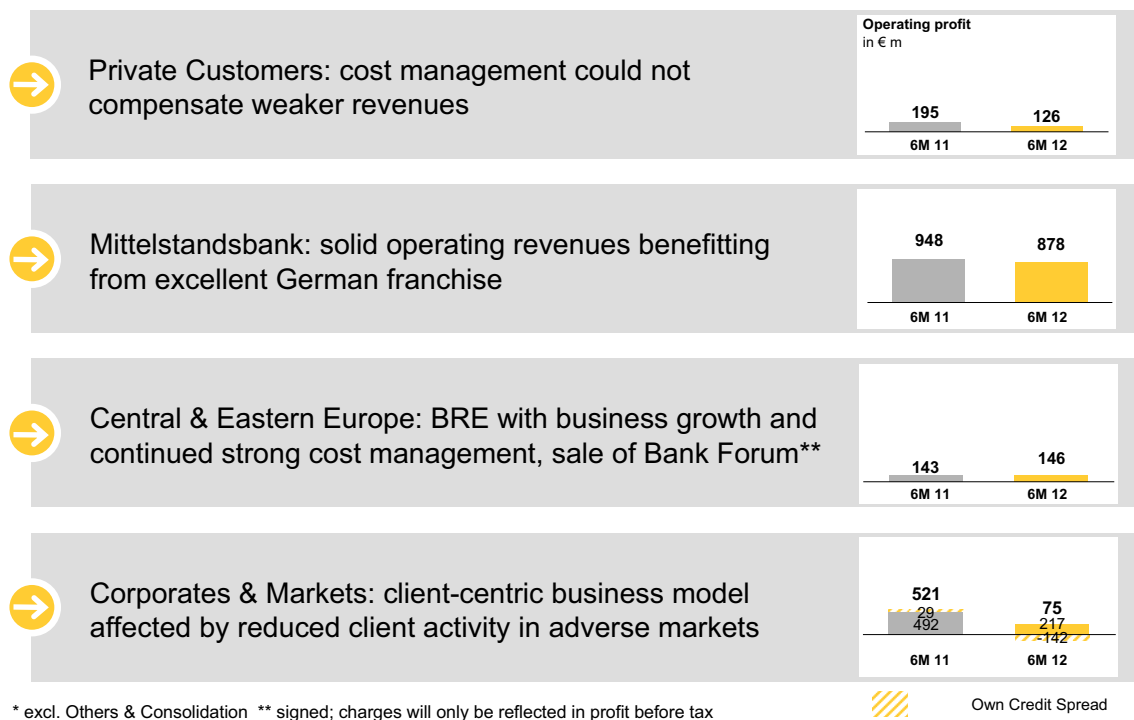 Operating profit
in € m
Private Customers: cost management could not
compensate weaker revenues
195 126
6M 11 6M 12
Mittelstandsbank: solid operating revenues benefitting
from excellent German franchise
948 878
6M 11 6M 12
Central & Eastern Europe: BRE with business growth and
continued strong cost management, sale of Bank Forum**
143 146
6M 11 6M 12
Corporates & Markets: client-centric business model
affected by reduced client activity in adverse markets
521 75
29 217
492 -142
6M 11 6M 12
* excl. Others & Consolidation ** signed; charges will only be reflected in profit before tax
Own Credit Spread